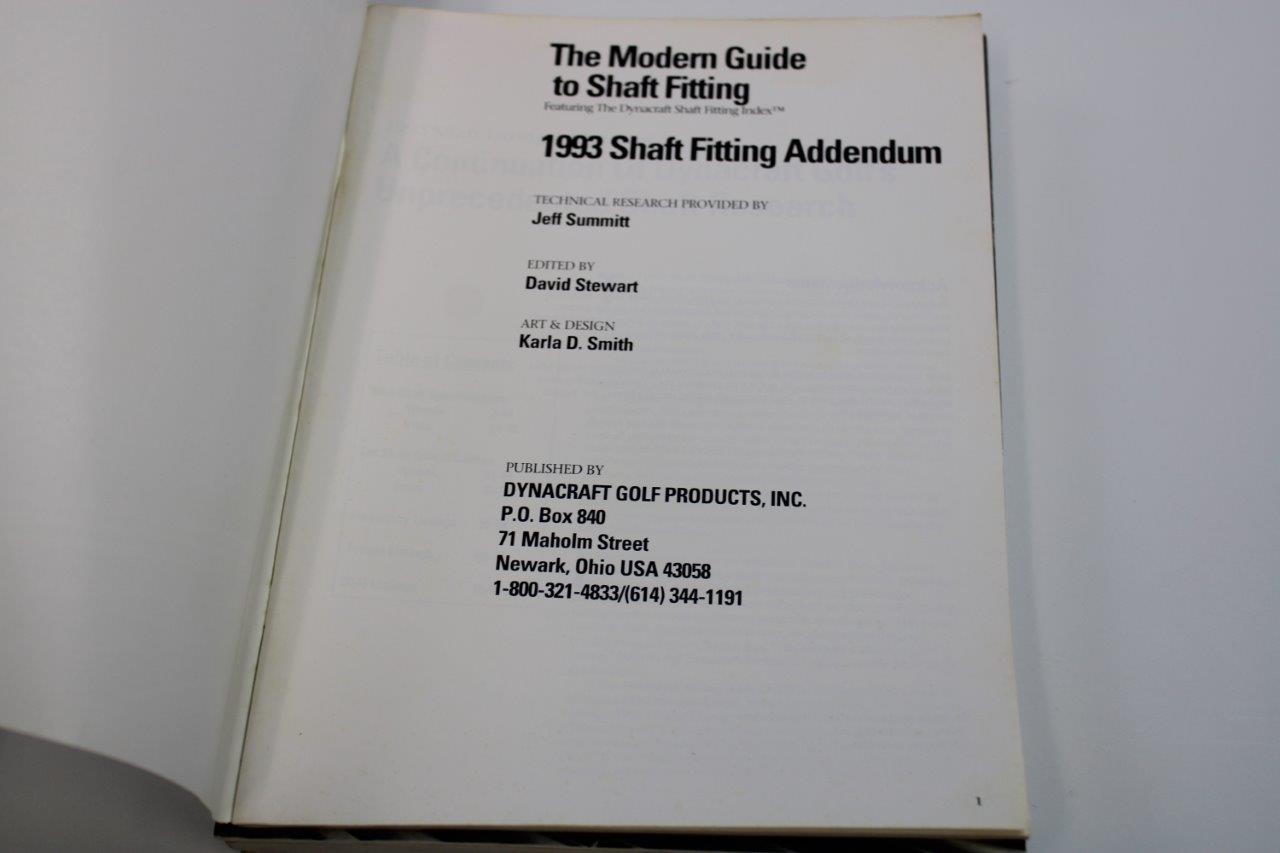 The Modern Guide
to Shaft Fitting
Featuring The Dynacraft Shaft Fitting Index™
1993 Shaft Fitting Addendum
TECHNICAL RESEARCH PROVIDED BY
Jeff Summitt
EDITED BY
David Stewart
ART & DESIGN
Karla D. Smith
PUBLISHED BY
DYNACRAFT GOLF PRODUCTS, INC.
P.O. Box 840
71 Maholm Street
Newark, Ohio USA 43058
1-800-321-4833/(614) 344-1191
1